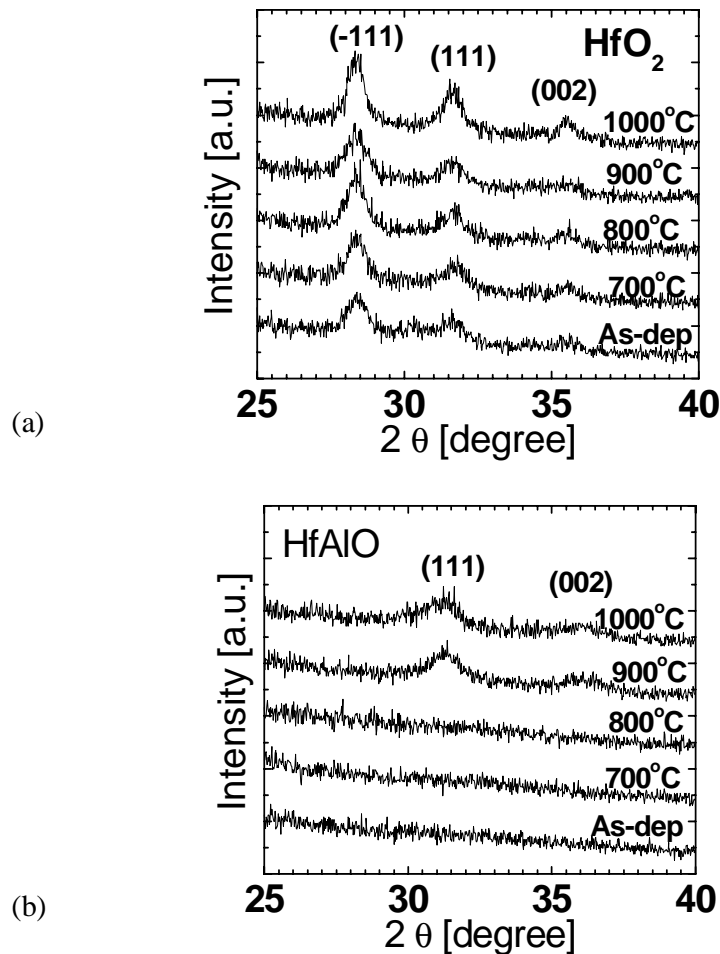 (-111)
(111)
HfO₂
(002)
1000°C
900°C
800°C
700°C
As-dep
Intensity [a.u.]
25 30 35 40
2 θ [degree]
(a)
HfAlO
(111)
(002)
1000°C
900°C
800°C
700°C
As-dep
Intensity [a.u.]
25 30 35 40
2 θ [degree]
(b)